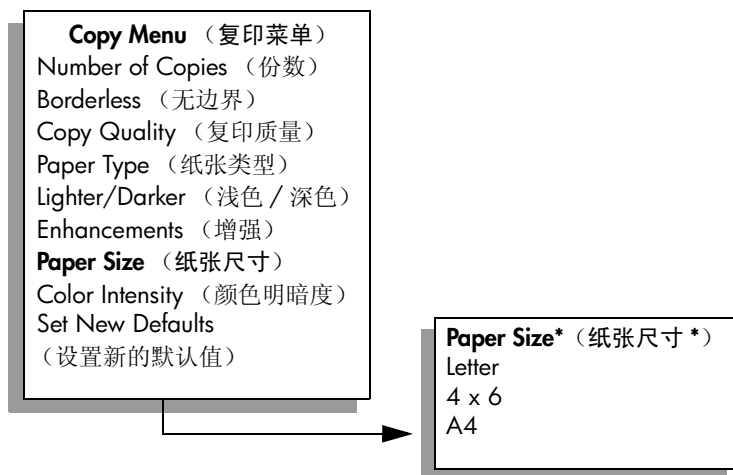 Copy Menu （复印菜单）
Number of Copies （份数）
Borderless （无边界）
Copy Quality （复印质量）
Paper Type （纸张类型）
Lighter/Darker （浅色 / 深色）
Enhancements （增强）
Paper Size （纸张尺寸）
Color Intensity （颜色明暗度）
Set New Defaults
（设置新的默认值）
Paper Size*（纸张尺寸 *）
Letter
4 x 6
A4